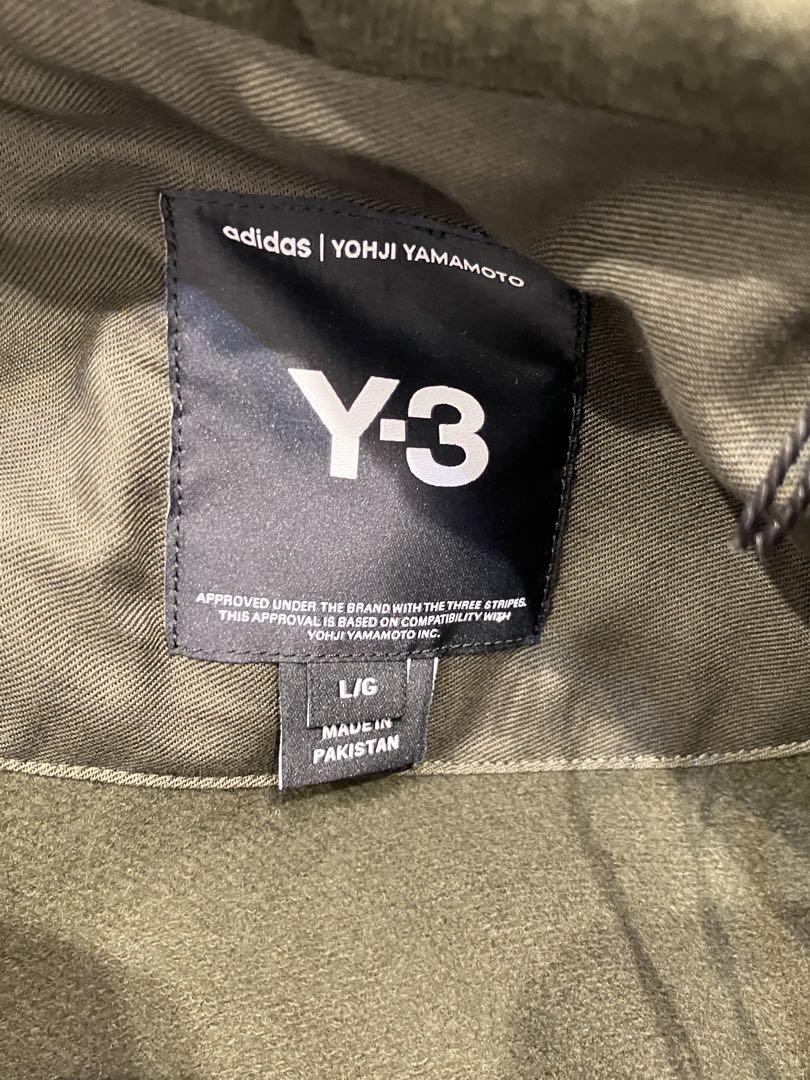 adidas | YOHJI YAMAMOTO
Y-3
APPROVED UNDER THE BRAND WITH THE THREE STRIPES.
THIS APPROVAL IS BASED ON COMPATIBILITY WITH
YOHJI YAMAMOTO INC.
L/G
MADE IN
PAKISTAN